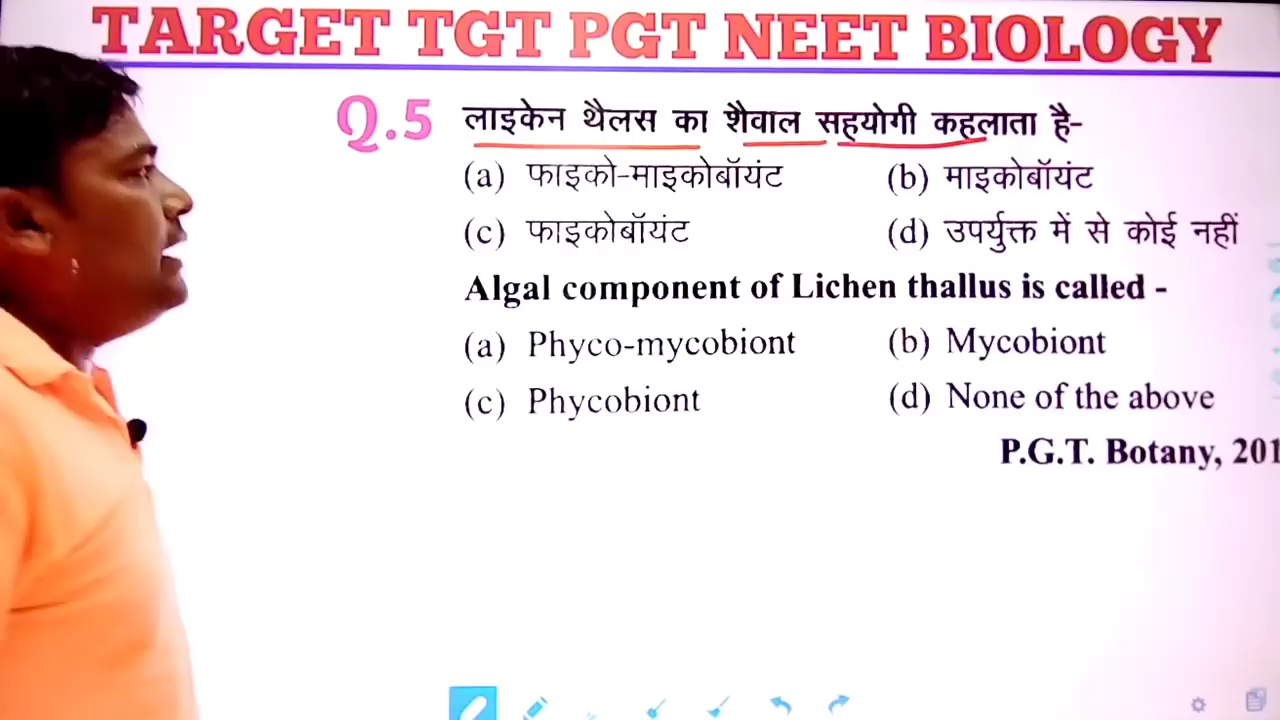 TARGET TGT PGT NEET BIOLOGY
Q.5 लाइकेन थैलस का शैवाल सहयोगी कहलाता है-
(a) फाइको-माइकोबॉयंट (b) माइकोबॉयंट
(c) फाइकोबॉयंट (d) उपर्युक्त में से कोई नहीं
Algal component of Lichen thallus is called -
(a) Phyco-mycobiont (b) Mycobiont
(c) Phycobiont (d) None of the above
P.G.T. Botany, 201